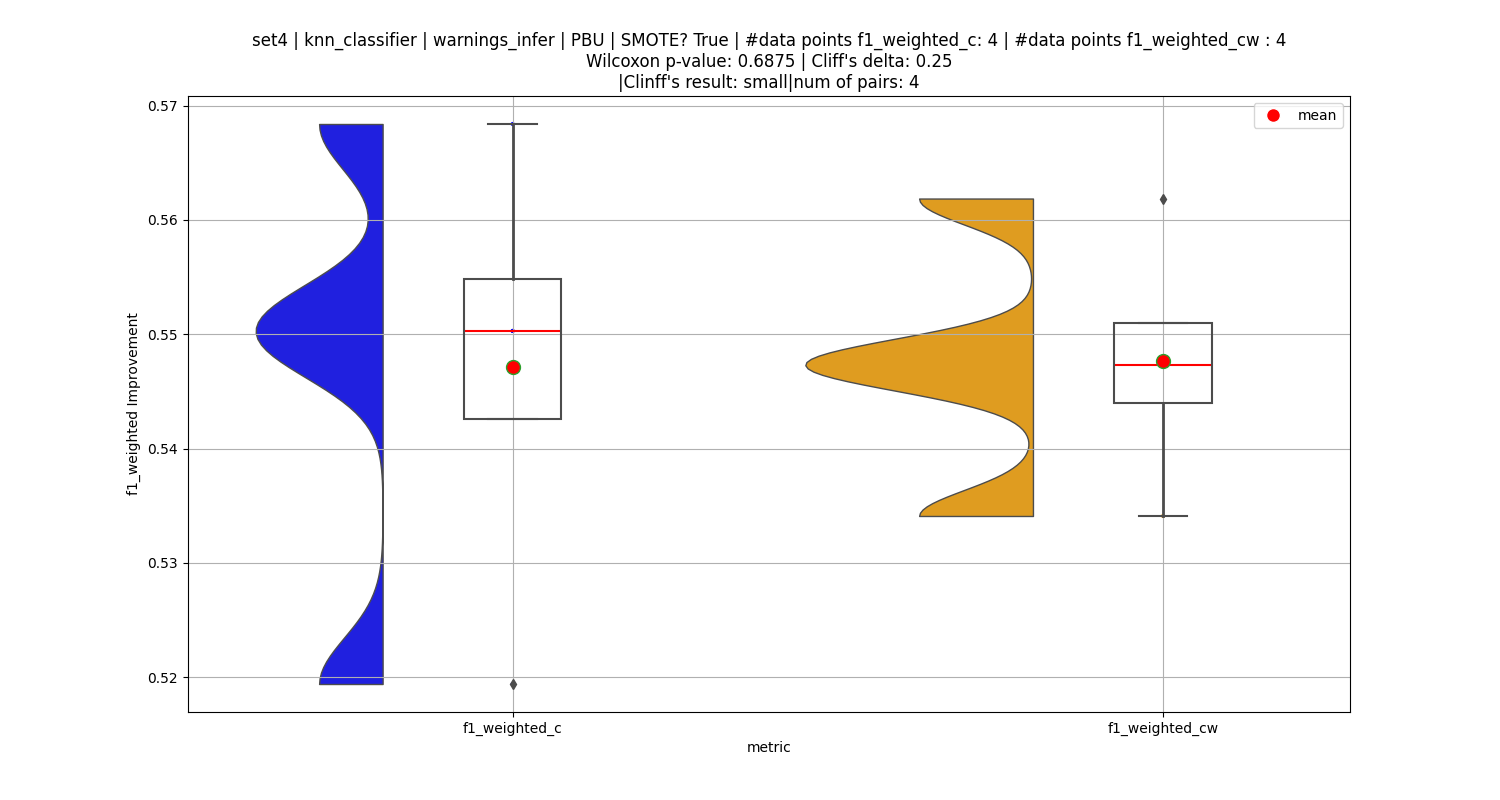 set4 | knn_classifier | warnings_infer | PBU | SMOTE? True | #data points f1_weighted_c: 4 | #data points f1_weighted_cw : 4
Wilcoxon p-value: 0.6875 | Cliff's delta: 0.25
|Clinff's result: small|num of pairs: 4
mean
0.57
0.56
0.55
0.54
0.53
0.52
f1_weighted Improvement
f1_weighted_c
f1_weighted_cw
metric